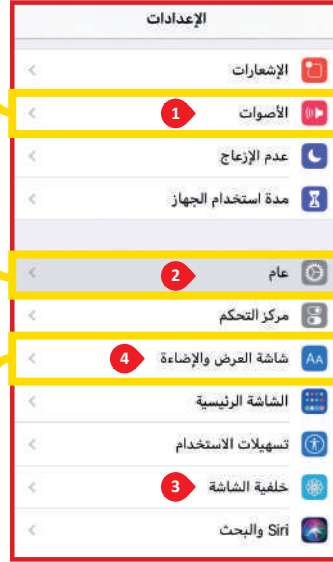 الإعدادات
الإشعارات
الأصوات 1
عدم الإزعاج
مدة استخدام الجهاز
عام 2
مركز التحكم
AA شاشة العرض والإضاءة 4
الشاشة الرئيسية
تسهيلات الاستخدام
خلفية الشاشة 3
Siri والبحث